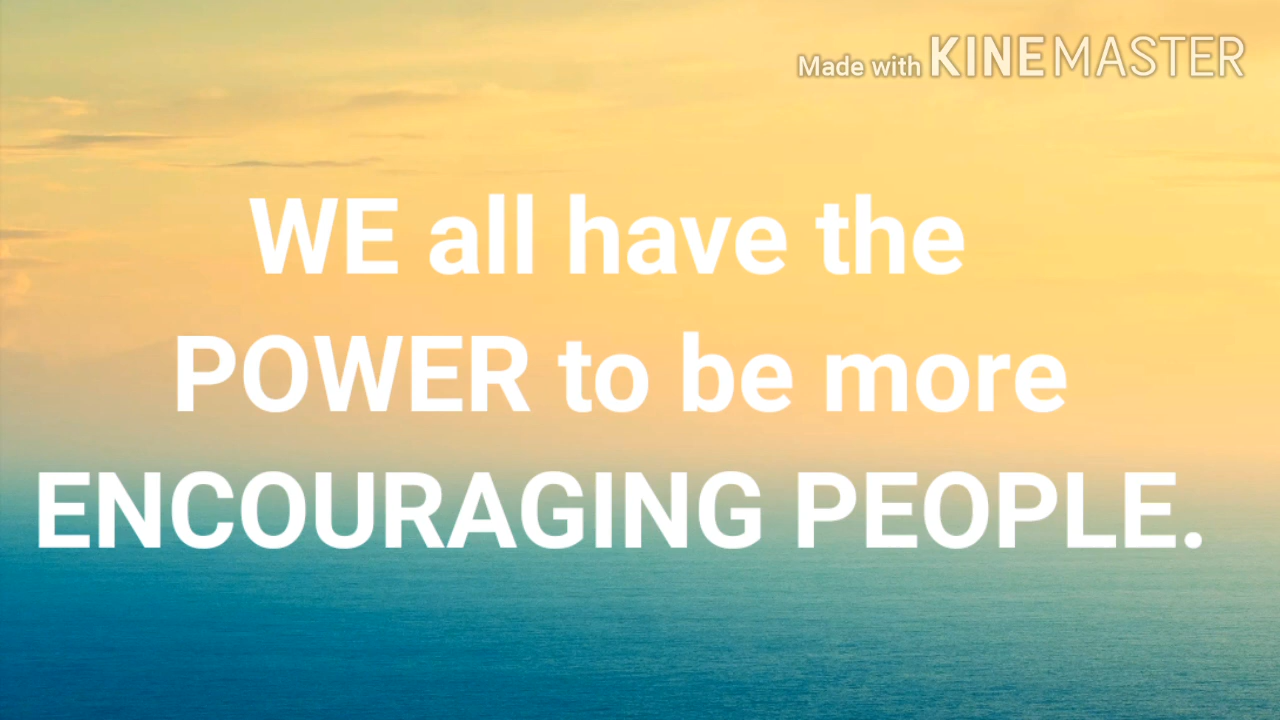 Made with KINEMASTER
WE all have the
POWER to be more
ENCOURAGING PEOPLE.